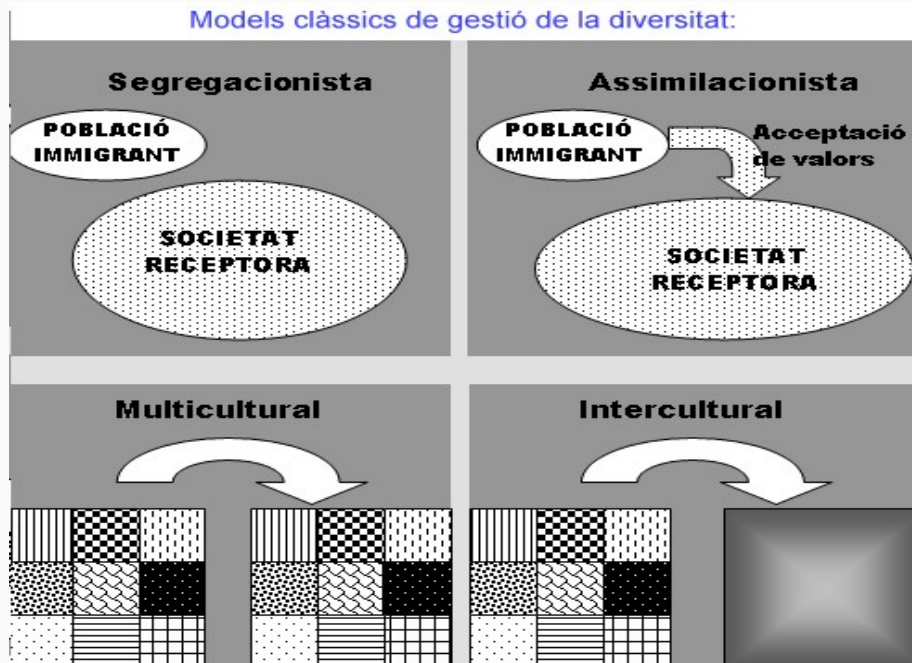 Models clàssics de gestió de la diversitat:
Segregacionista
POBLACIÓ
IMMIGRANT
SOCIETAT
RECEPTORA
Assimilacionista
POBLACIÓ
IMMIGRANT
Acceptació
de valors
SOCIETAT
RECEPTORA
Multicultural
Intercultural